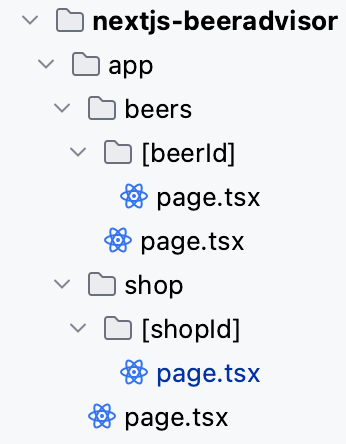 nextjs-beeradvisor
app
beers
[beerId]
page.tsx
page.tsx
shop
[shopId]
page.tsx
page.tsx